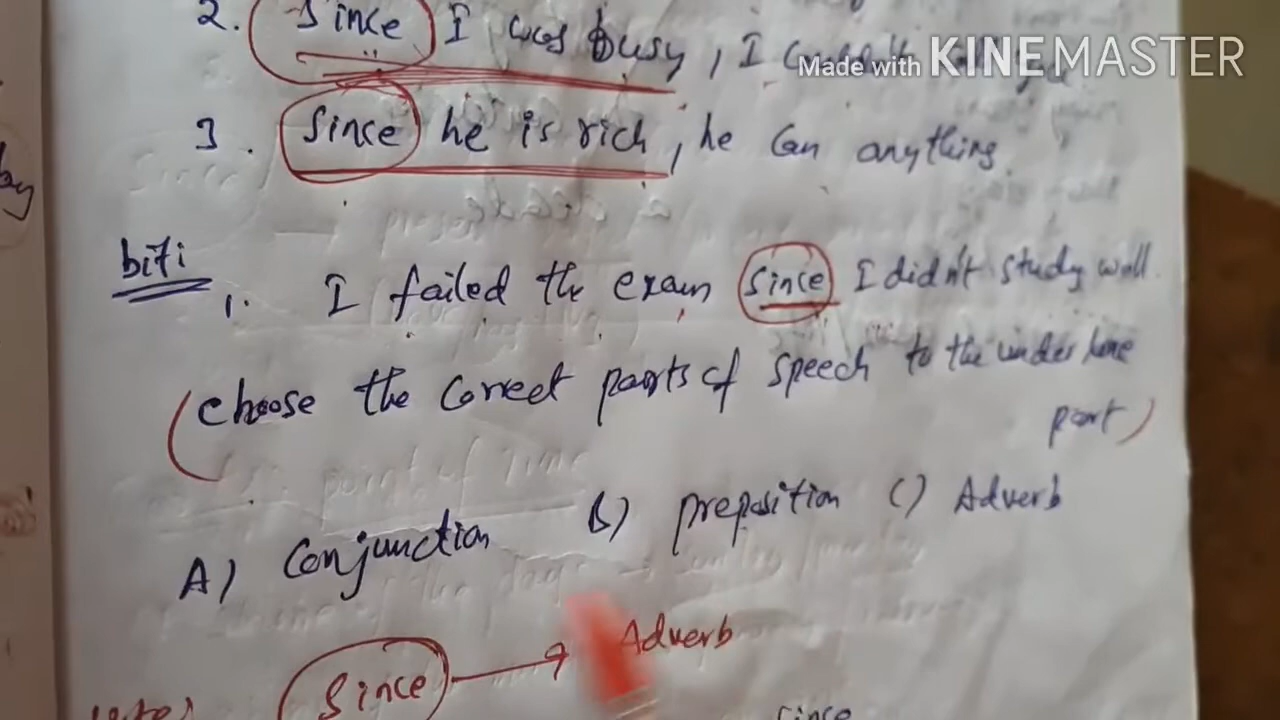 2. Since I was busy, I
Made with KINEMASTER
3. Since he is rich, he can anything
biti
1. I failed the exam since I didn't study well.
(choose the correct parts of speech to the under line
part)
A) Conjunction B) preposition C) Adverb
Since → Adverb
Since